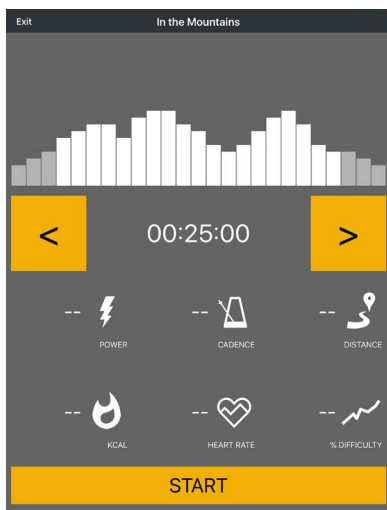 Exit In the Mountains
< 00:25:00 >
-- -- --
POWER CADENCE DISTANCE
-- -- --
KCAL HEART RATE % DIFFICULTY
START